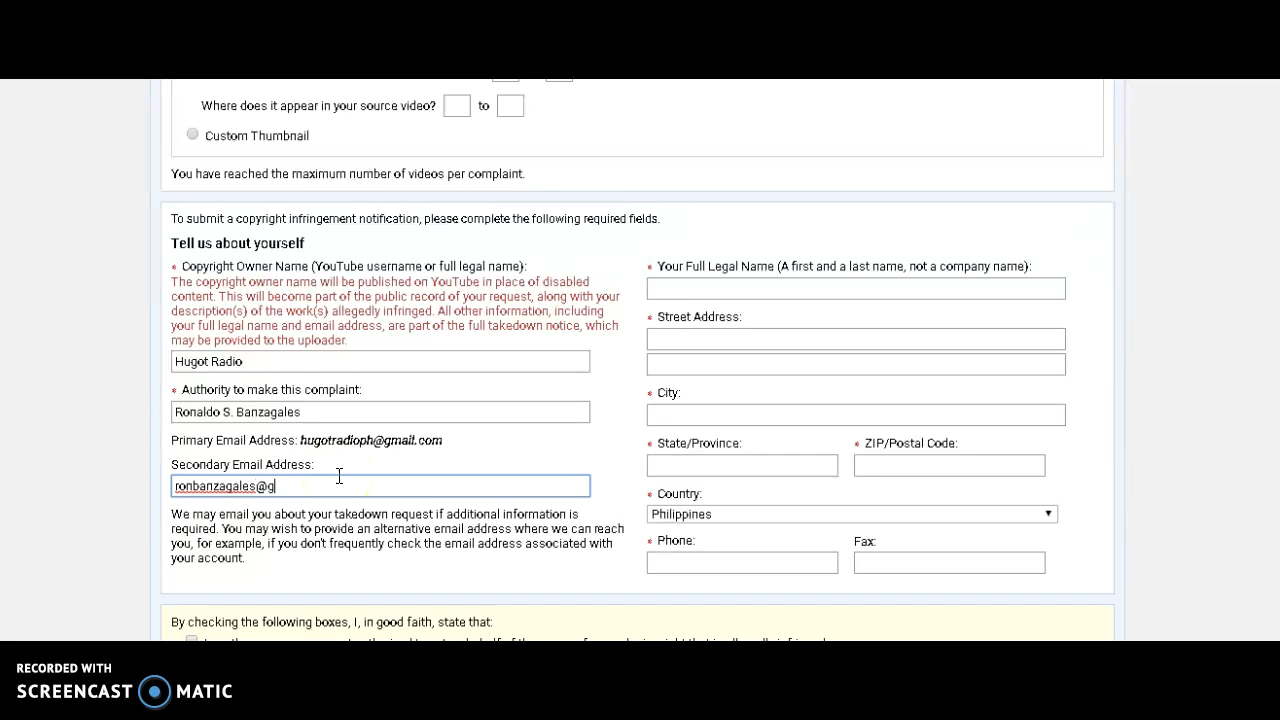 Where does it appear in your source video? to
Custom Thumbnail
You have reached the maximum number of videos per complaint.
To submit a copyright infringement notification, please complete the following required fields.
Tell us about yourself
* Copyright Owner Name (YouTube username or full legal name):
The copyright owner name will be published on YouTube in place of disabled
content. This will become part of the public record of your request, along with your
description(s) of the work(s) allegedly infringed. All other information, including
your full legal name and email address, are part of the full takedown notice, which
may be provided to the uploader.
Hugot Radio
* Authority to make this complaint:
Ronaldo S. Banzagales
Primary Email Address: hugotradioph@gmail.com
Secondary Email Address:
ronbanzagales@g
We may email you about your takedown request if additional information is
required. You may wish to provide an alternative email address where we can reach
you, for example, if you don't frequently check the email address associated with
your account.
* Your Full Legal Name (A first and a last name, not a company name):
* Street Address:
* City:
* State/Province:
* ZIP/Postal Code:
* Country:
Philippines
* Phone:
Fax:
By checking the following boxes, I, in good faith, state that:
RECORDED WITH
SCREENCAST MATIC